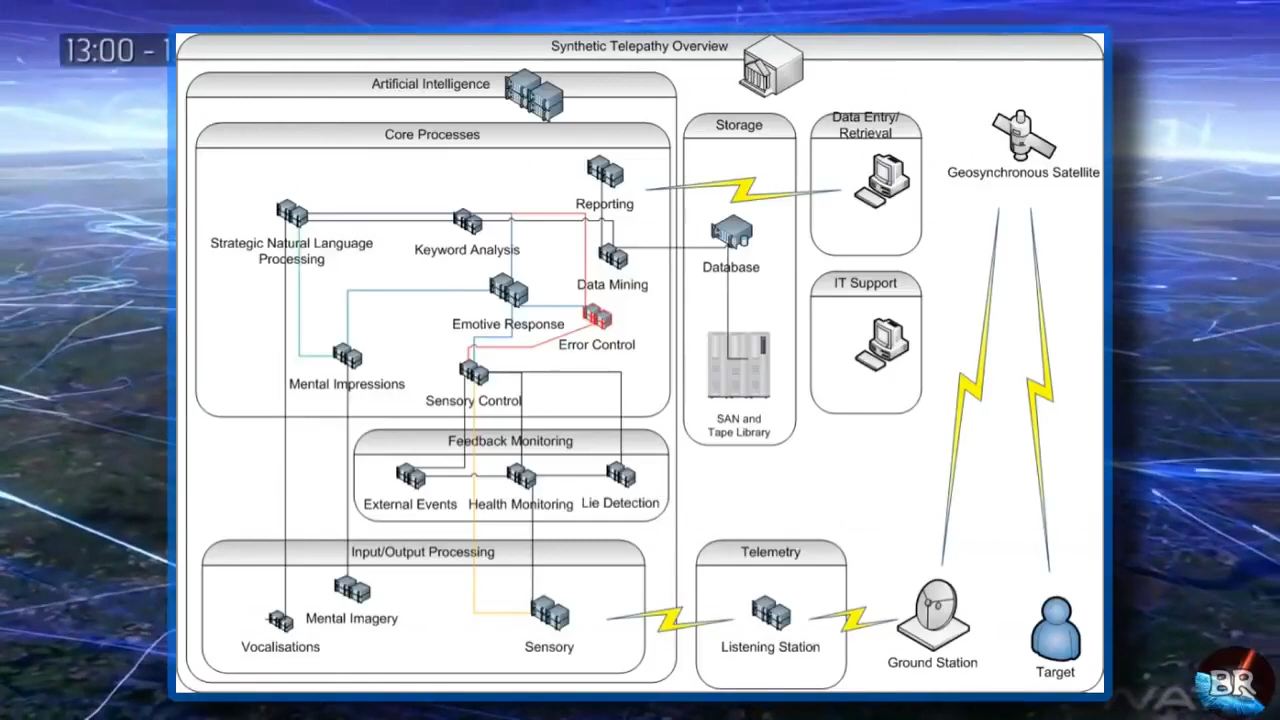 13:00 - 1
Synthetic Telepathy Overview
Artificial Intelligence
Core Processes
Reporting
Strategic Natural Language
Processing
Keyword Analysis
Data Mining
Emotive Response
Error Control
Mental Impressions
Sensory Control
Feedback Monitoring
External Events
Health Monitoring
Lie Detection
Input/Output Processing
Mental Imagery
Vocalisations
Sensory
Storage
Database
SAN and
Tape Library
Data Entry/
Retrieval
IT Support
Geosynchronous Satellite
Telemetry
Listening Station
Ground Station
Target
BR